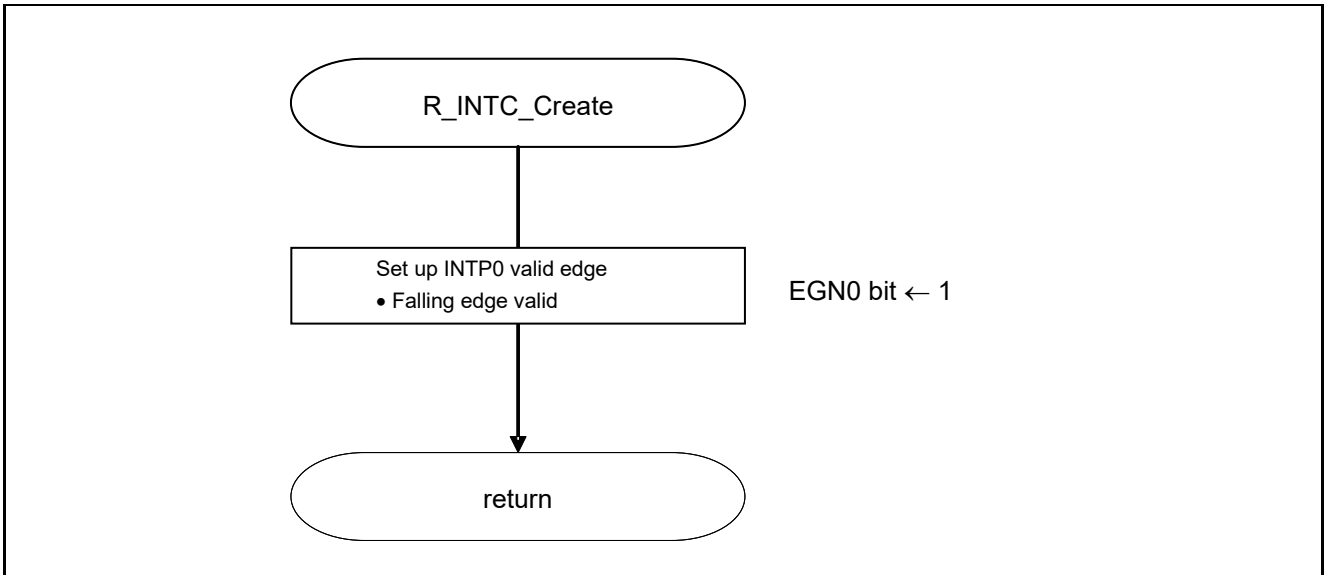 R_INTC_Create
Set up INTP0 valid edge
• Falling edge valid
EGN0 bit ← 1
return